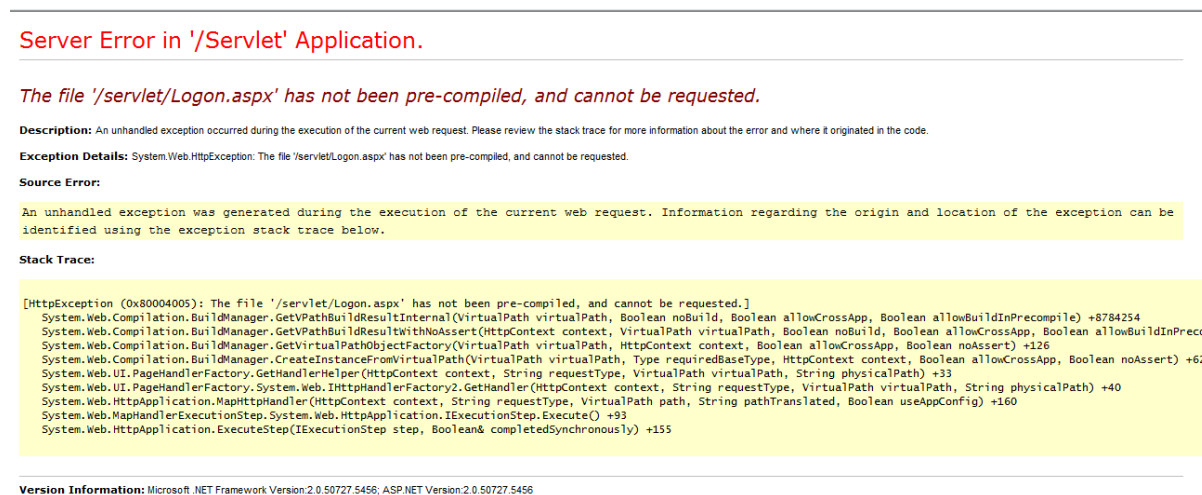 Server Error in '/Servlet' Application.
The file '/servlet/Logon.aspx' has not been pre-compiled, and cannot be requested.
Description: An unhandled exception occurred during the execution of the current web request. Please review the stack trace for more information about the error and where it originated in the code.
Exception Details: System.Web.HttpException: The file '/servlet/Logon.aspx' has not been pre-compiled, and cannot be requested.
Source Error:
An unhandled exception was generated during the execution of the current web request. Information regarding the origin and location of the exception can be
identified using the exception stack trace below.
Stack Trace:
[HttpException (0x80004005): The file '/servlet/Logon.aspx' has not been pre-compiled, and cannot be requested.]
System.Web.Compilation.BuildManager.GetVPathBuildResultInternal(VirtualPath virtualPath, Boolean noBuild, Boolean allowCrossApp, Boolean allowBuildInPrecompile) +8784254
System.Web.Compilation.BuildManager.GetVPathBuildResultWithNoAssert(HttpContext context, VirtualPath virtualPath, Boolean noBuild, Boolean allowCrossApp, Boolean allowBuildInPreco
System.Web.Compilation.BuildManager.GetVirtualPathObjectFactory(VirtualPath virtualPath, HttpContext context, Boolean allowCrossApp, Boolean noAssert) +126
System.Web.Compilation.BuildManager.CreateInstanceFromVirtualPath(VirtualPath virtualPath, Type requiredBaseType, HttpContext context, Boolean allowCrossApp, Boolean noAssert) +62
System.Web.UI.PageHandlerFactory.GetHandlerHelper(HttpContext context, String requestType, VirtualPath virtualPath, String physicalPath) +33
System.Web.UI.PageHandlerFactory.System.Web.IHttpHandlerFactory2.GetHandler(HttpContext context, String requestType, VirtualPath virtualPath, String physicalPath) +40
System.Web.HttpApplication.MapHttpHandler(HttpContext context, String requestType, VirtualPath path, String pathTranslated, Boolean useAppConfig) +160
System.Web.MapHandlerExecutionStep.System.Web.HttpApplication.IExecutionStep.Execute() +93
System.Web.HttpApplication.ExecuteStep(IExecutionStep step, Boolean& completedSynchronously) +155
Version Information: Microsoft .NET Framework Version:2.0.50727.5456; ASP.NET Version:2.0.50727.5456